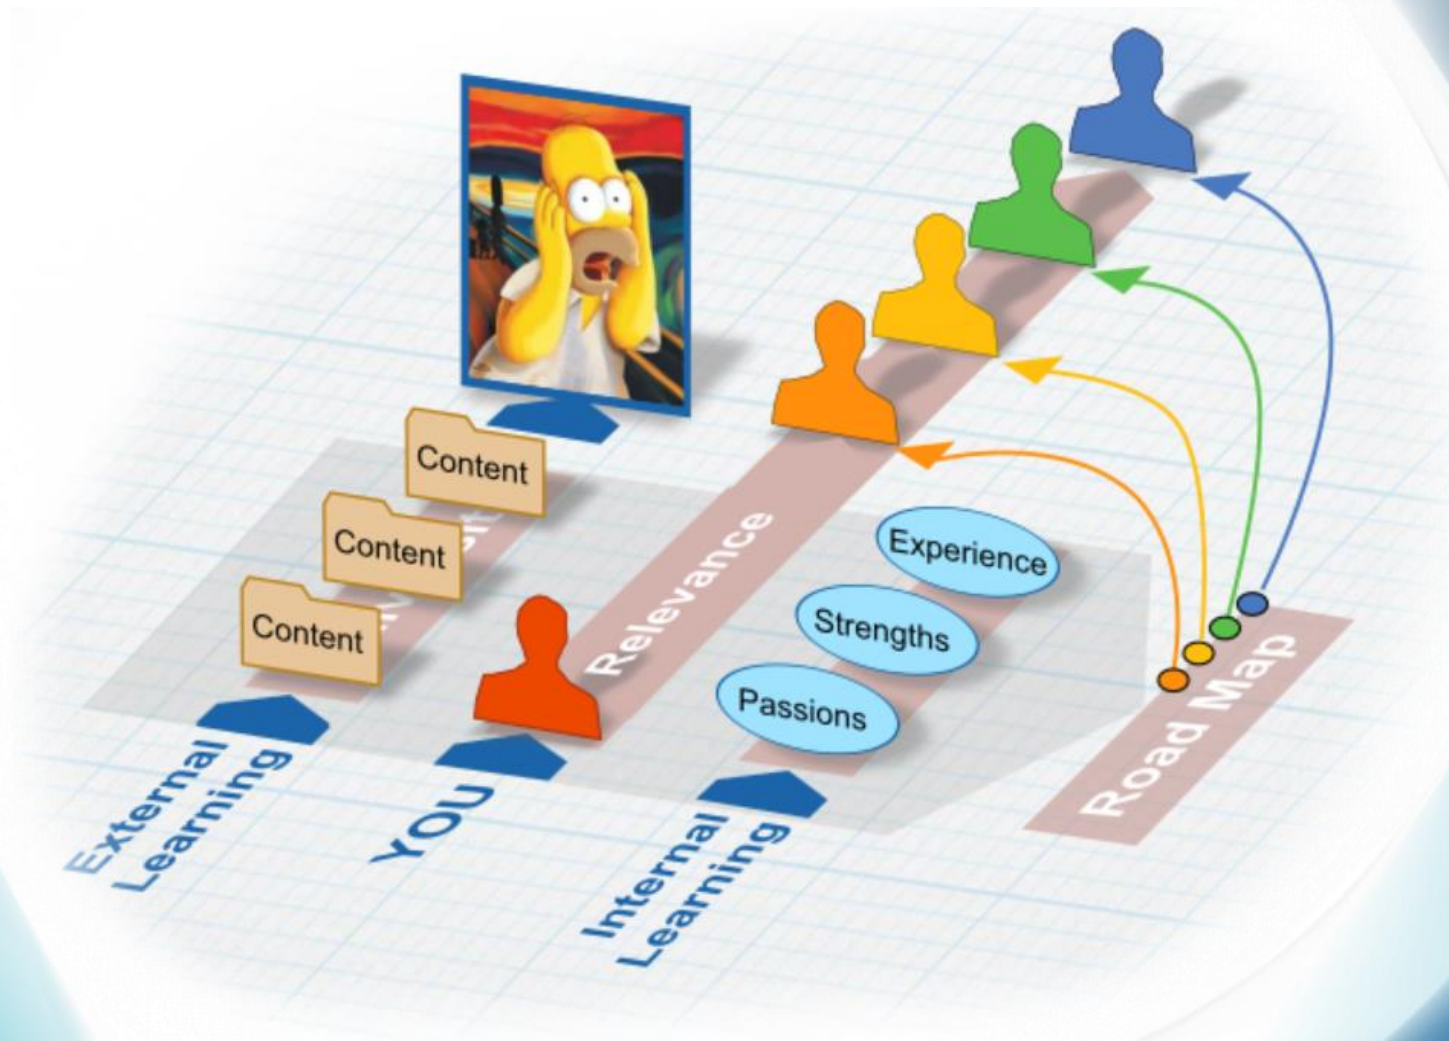 Content
Content
Content
Relevance
Experience
Strengths
Passions
Road Map
External
Learning
YOU
Internal
Learning